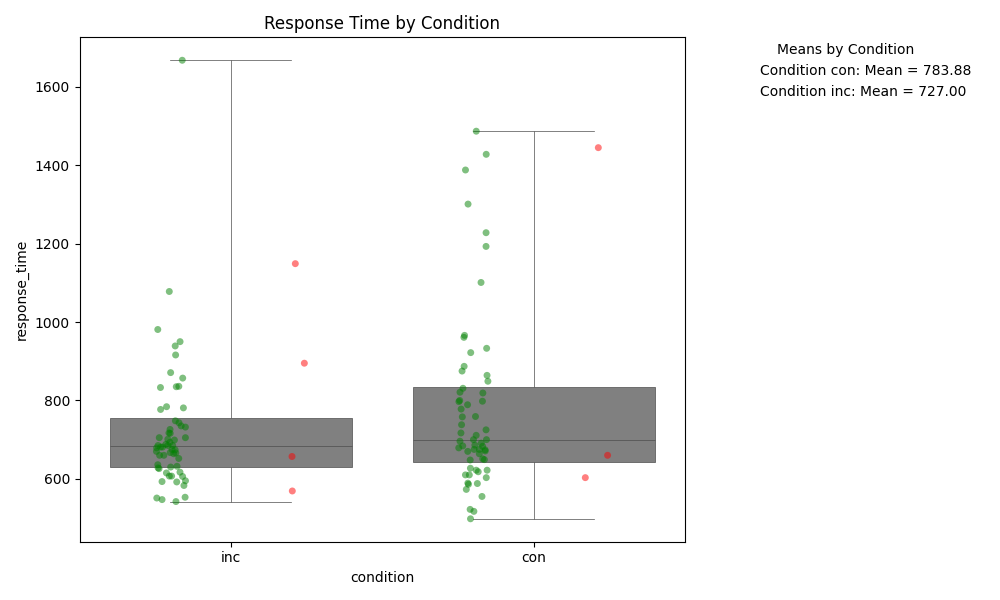 Response Time by Condition
Means by Condition
Condition con: Mean = 783.88
Condition inc: Mean = 727.00
1600
1400
1200
1000
800
600
response_time
inc con
condition